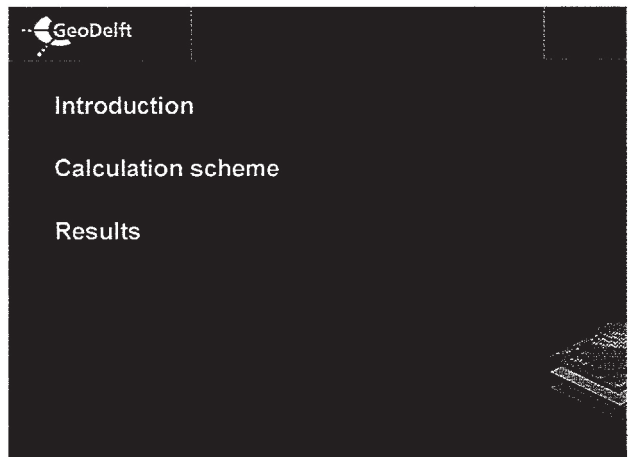 GeoDelft
Introduction
Calculation scheme
Results